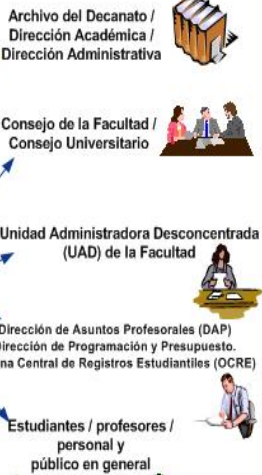 Archivo del Decanato /
Dirección Académica /
Dirección Administrativa
Consejo de la Facultad /
Consejo Universitario
Unidad Administradora Desconcentrada
(UAD) de la Facultad
Dirección de Asuntos Profesorales (DAP)
Dirección de Programación y Presupuesto.
na Central de Registros Estudiantiles (OCRE)
Estudiantes / profesores /
personal y
público en general